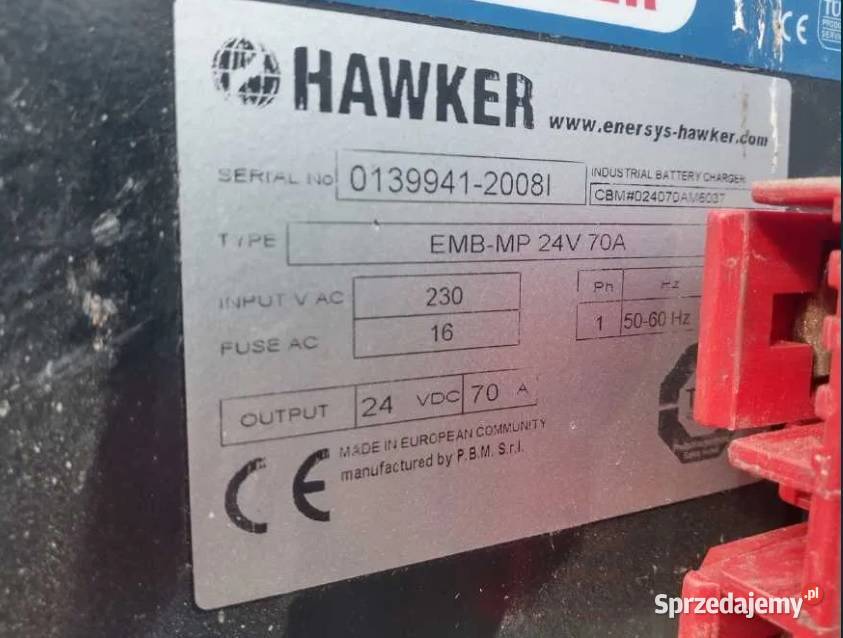 HAWKER
www.enersys-hawker.com
SERIAL No 0139941-2008I
INDUSTRIAL BATTERY CHARGER
CBM#024070AM6037
TYPE EMB-MP 24V 70A
INPUT V AC 230
Ph Hz
FUSE AC 16
1 50-60 Hz
OUTPUT 24 VDC 70 A
CE MADE IN EUROPEAN COMMUNITY
manufactured by P.B.M. S.r.l.
CE
Sprzedajemy.pl